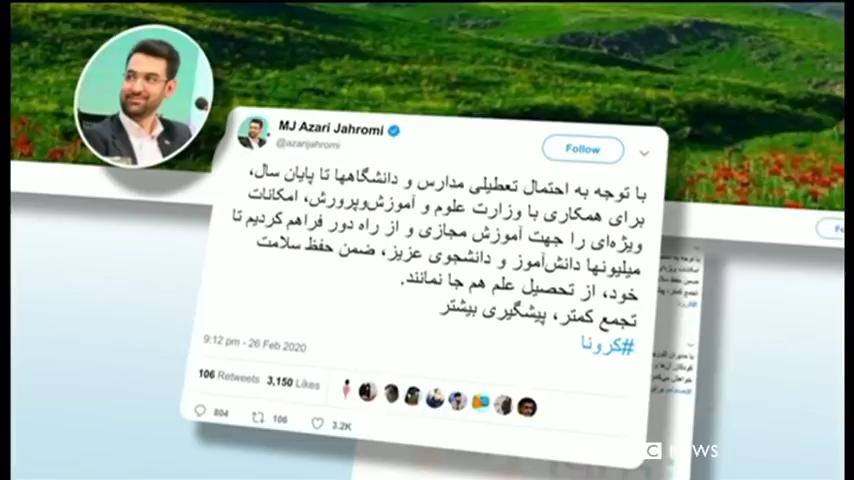 MJ Azari Jahromi
@azarijahromi
Follow
با توجه به احتمال تعطیلی مدارس و دانشگاهها تا پایان سال،
برای همکاری با وزارت علوم و آموزش‌وپرورش، امکانات
ویژه‌ای را جهت آموزش مجازی و از راه دور فراهم کردیم تا
میلیونها دانش‌آموز و دانشجوی عزیز، ضمن حفظ سلامت
خود، از تحصیل علم هم جا نمانند.
تجمع کمتر، پیشگیری بیشتر
#کرونا
9:12 pm - 26 Feb 2020
106 Retweets 3,150 Likes
804 106 3.2K
C NEWS